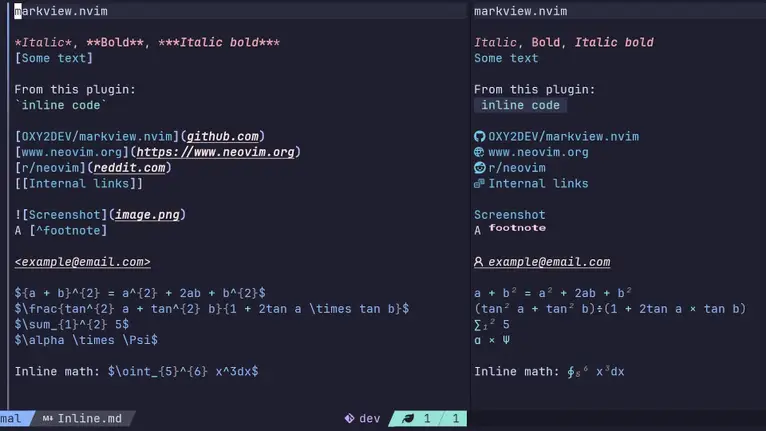 markview.nvim
*Italic*, **Bold**, ***Italic bold***
[Some text]
From this plugin:
`inline code`
[OXY2DEV/markview.nvim](github.com)
[www.neovim.org](https://www.neovim.org)
[r/neovim](reddit.com)
[[Internal links]]
![Screenshot](image.png)
A [^footnote]
<example@email.com>
${a + b}^{2} = a^{2} + 2ab + b^{2}$
$\frac{tan^{2} a + tan^{2} b}{1 + 2tan a \times tan b}$
$\sum_{1}^{2} 5$
$\alpha \times \Psi$
Inline math: $\oint_{5}^{6} x^3dx$
mal Inline.md dev 1 1
markview.nvim
Italic, Bold, Italic bold
Some text
From this plugin:
inline code
OXY2DEV/markview.nvim
www.neovim.org
r/neovim
Internal links
Screenshot
A ᶠᵒᵒᵗⁿᵒᵗᵉ
example@email.com
a + b² = a² + 2ab + b²
(tan² a + tan² b)÷(1 + 2tan a × tan b)
∑₁² 5
α × Ψ
Inline math: ∮₅⁶ x³dx